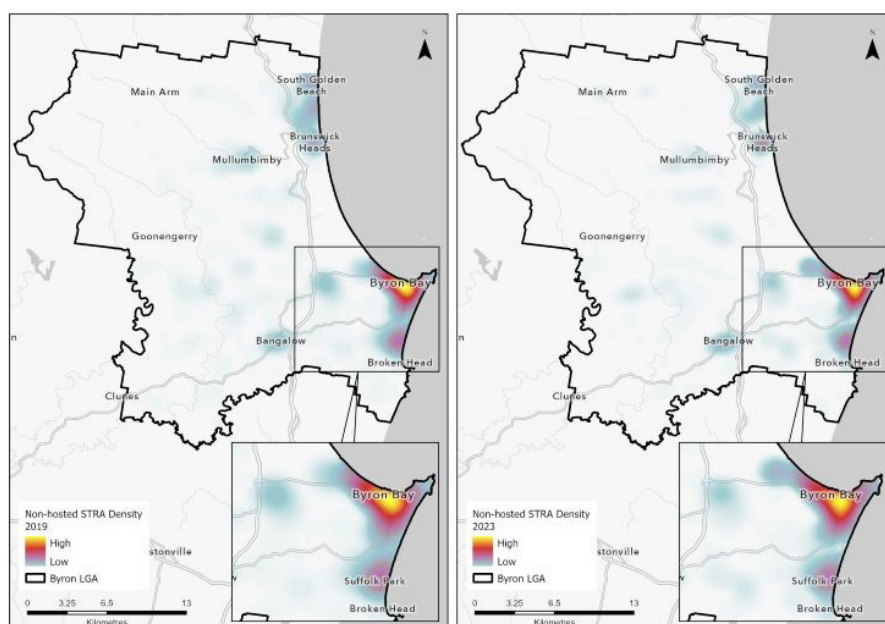 N
South Golden
Beach
Main Arm
Brunswick
Heads
Mullumbimby
Goonengerry
Byron Bay
Bangalow
Broken Head
Clunes
Non-hosted STRA Density
2019
High
Low
Byron LGA
stonville
0 3.25 6.5 13
Kilometres
Byron Bay
Suffolk Park
Broken Head
N
South Golden
Beach
Main Arm
Brunswick
Heads
Mullumbimby
Goonengerry
Byron Bay
n
Bangalow
Broken Head
Clunes
Non-hosted STRA Density
2023
High
Low
Byron LGA
stonville
0 3.25 6.5 13
Kilometres
Byron Bay
Suffolk Park
Broken Head